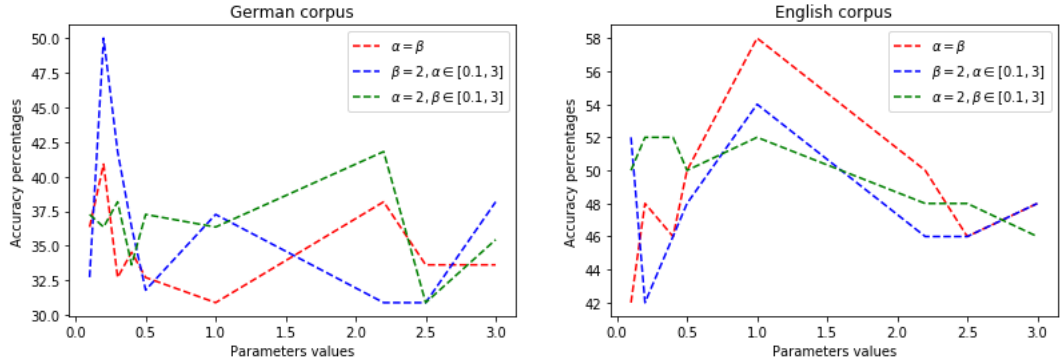 German corpus
50.0
47.5
45.0
42.5
40.0
37.5
35.0
32.5
30.0
Accuracy percentages
0.0 0.5 1.0 1.5 2.0 2.5 3.0
Parameters values
α = β
β = 2, α ∈ [0.1, 3]
α = 2, β ∈ [0.1, 3]
English corpus
58
56
54
52
50
48
46
44
42
Accuracy percentages
0.0 0.5 1.0 1.5 2.0 2.5 3.0
Parameters values
α = β
β = 2, α ∈ [0.1, 3]
α = 2, β ∈ [0.1, 3]